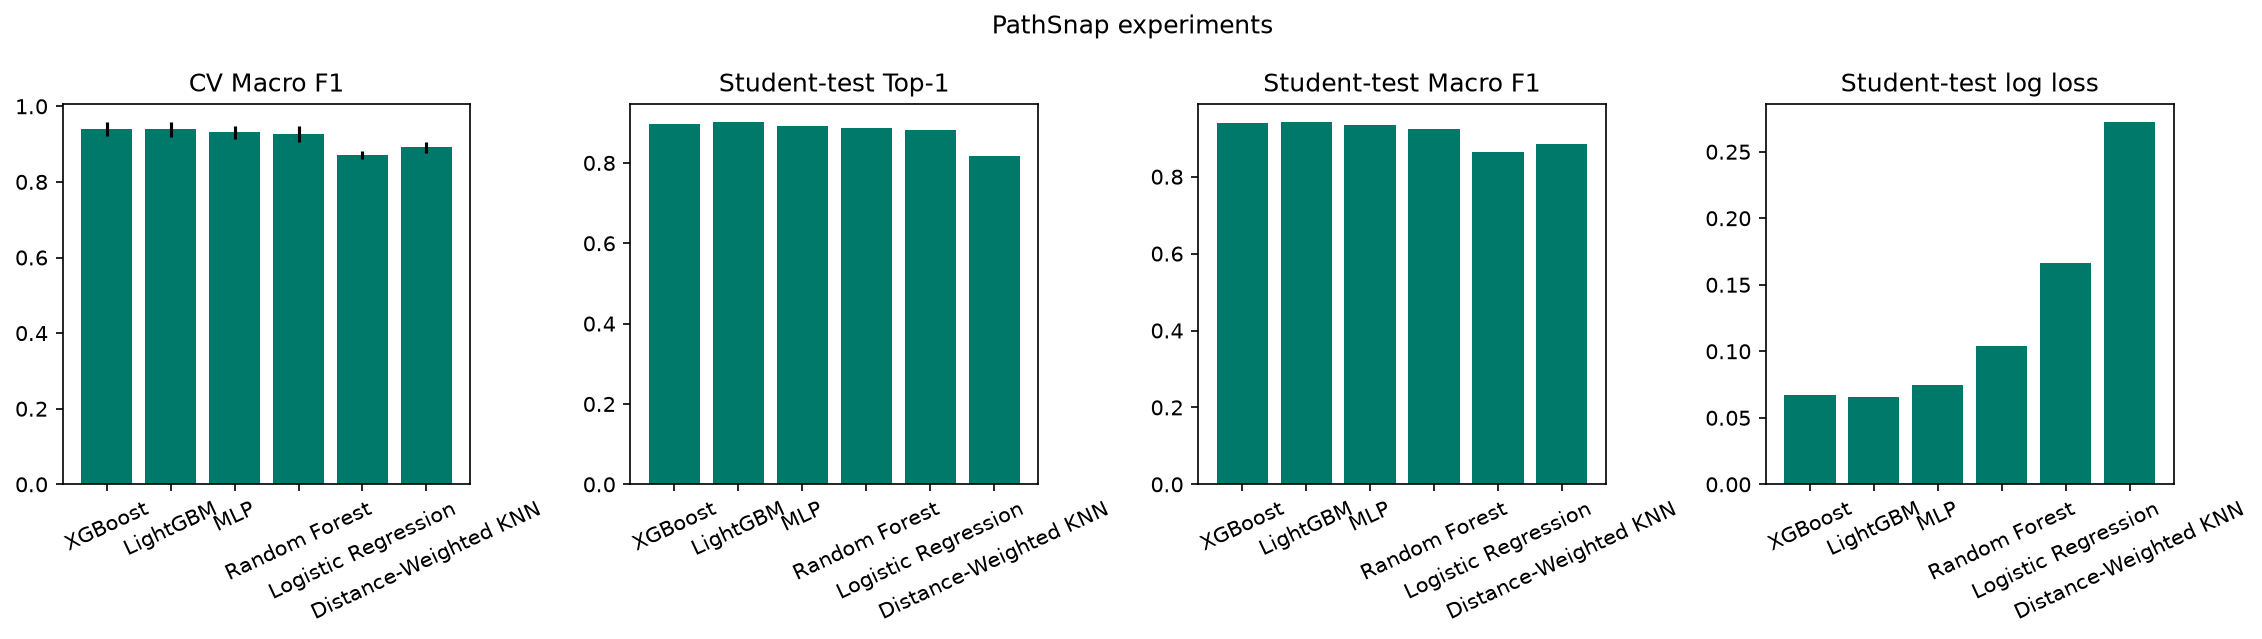 PathSnap experiments
CV Macro F1
1.0
0.8
0.6
0.4
0.2
0.0
XGBoost
LightGBM
MLP
Random Forest
Logistic Regression
Distance-Weighted KNN
Student-test Top-1
0.8
0.6
0.4
0.2
0.0
XGBoost
LightGBM
MLP
Random Forest
Logistic Regression
Distance-Weighted KNN
Student-test Macro F1
0.8
0.6
0.4
0.2
0.0
XGBoost
LightGBM
MLP
Random Forest
Logistic Regression
Distance-Weighted KNN
Student-test log loss
0.25
0.20
0.15
0.10
0.05
0.00
XGBoost
LightGBM
MLP
Random Forest
Logistic Regression
Distance-Weighted KNN